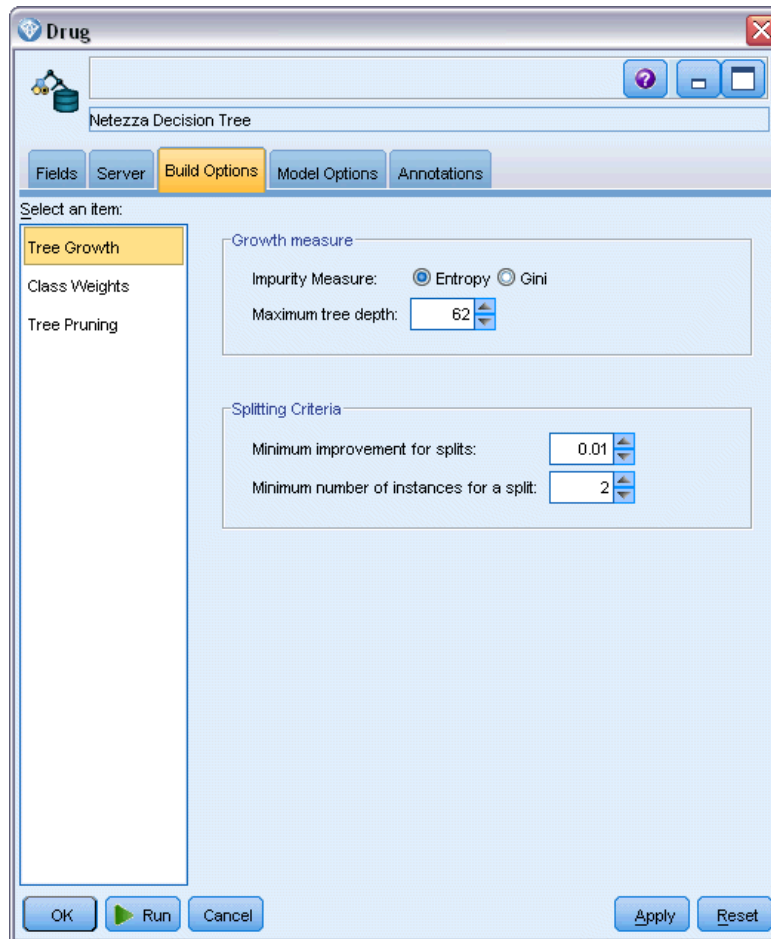 Drug
Netezza Decision Tree
Fields Server Build Options Model Options Annotations
Select an item:
Tree Growth
Class Weights
Tree Pruning
Growth measure
Impurity Measure: Entropy Gini
Maximum tree depth: 62
Splitting Criteria
Minimum improvement for splits: 0.01
Minimum number of instances for a split: 2
OK Run Cancel Apply Reset